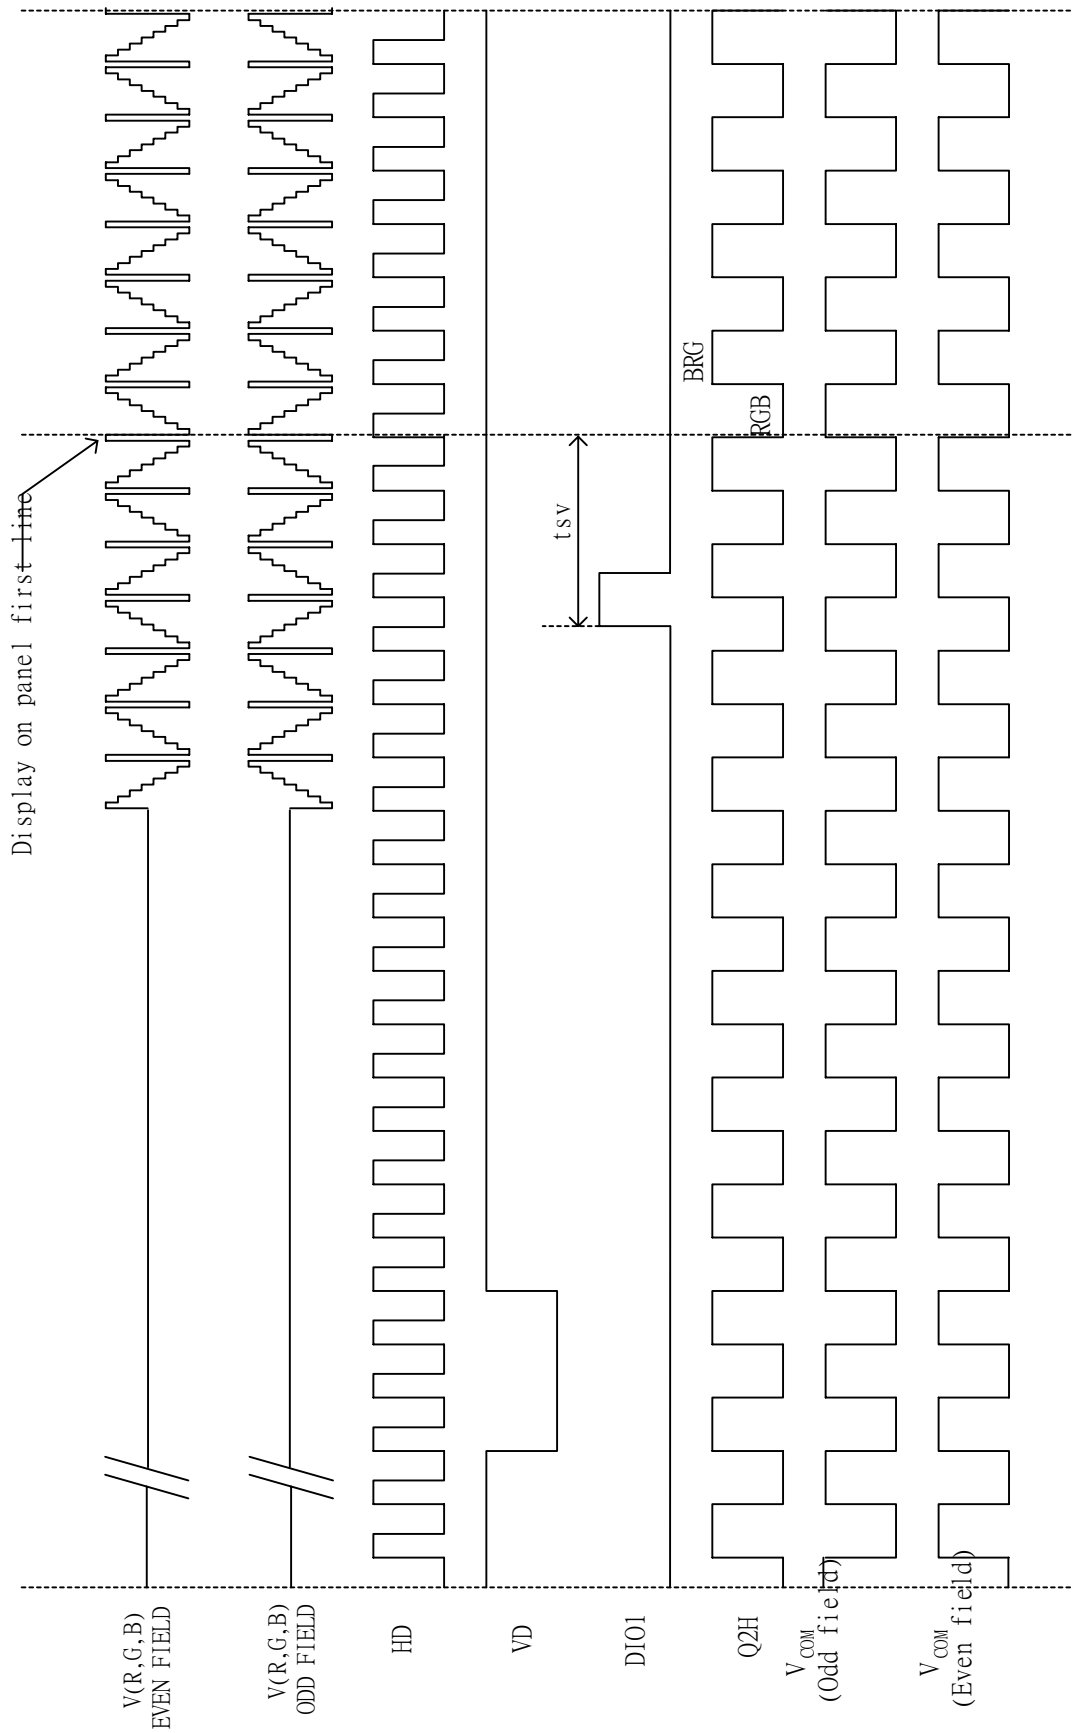 Display on panel first line
V(R,G,B)
EVEN FIELD
V(R,G,B)
ODD FIELD
HD
VD
tsv
DIO1
BRG
RGB
Q2H
VCOM
(Odd field)
VCOM
(Even field)